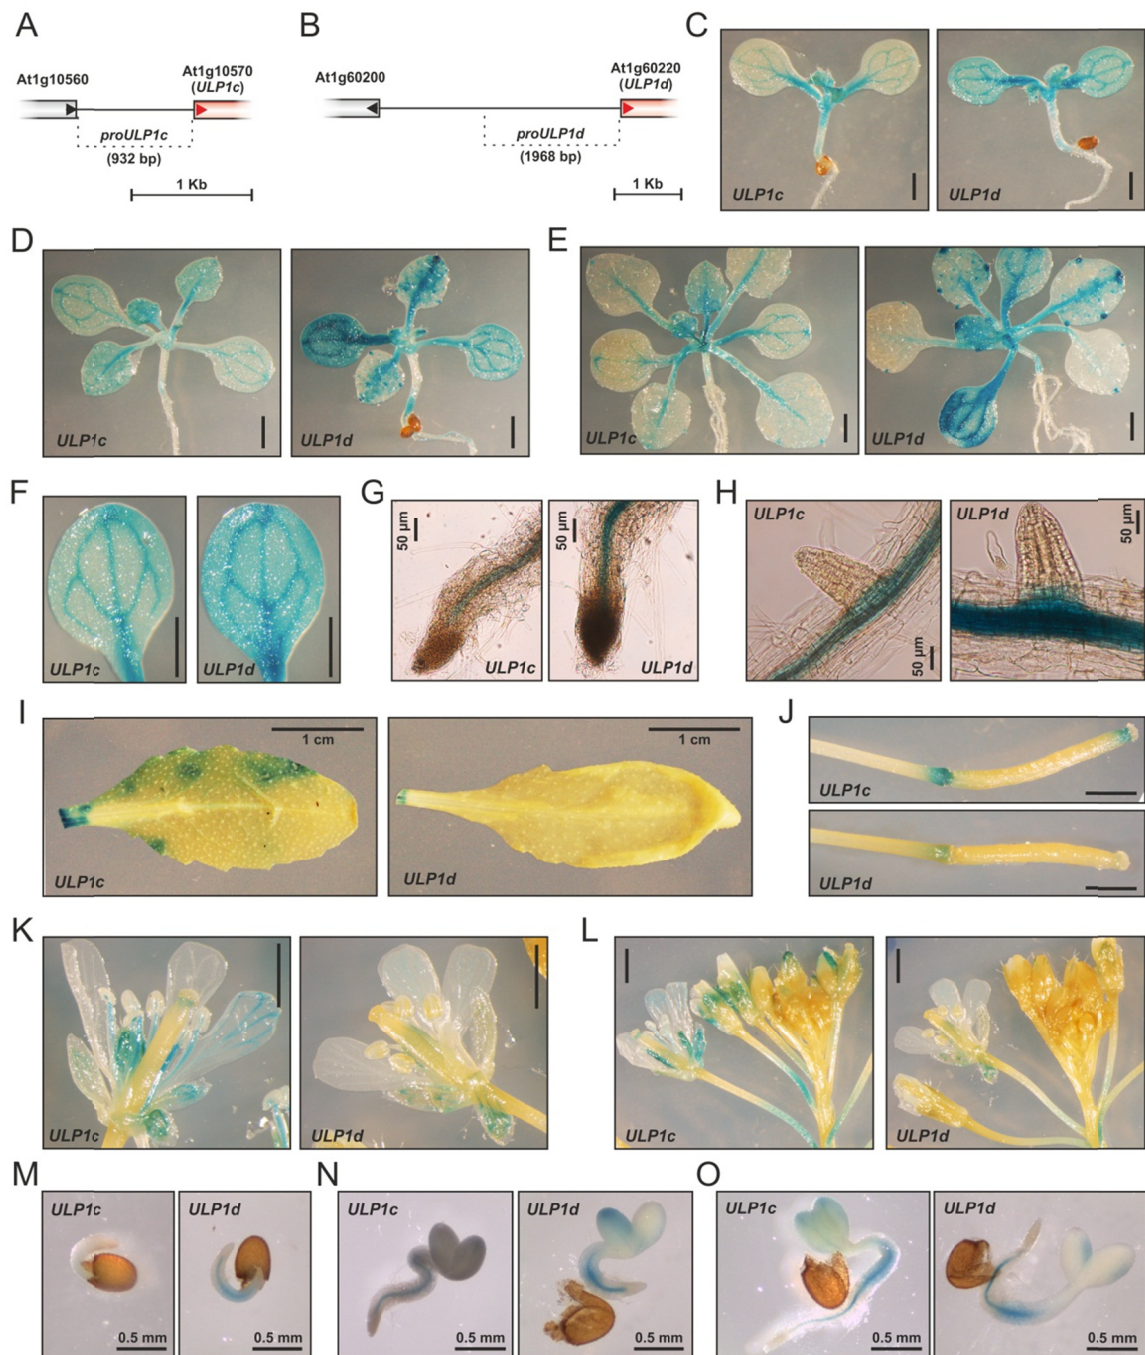 A
At1g10560
At1g10570
(ULP1c)
proULP1c
(932 bp)
1 Kb
B
At1g60200
At1g60220
(ULP1d)
proULP1d
(1968 bp)
1 Kb
C
ULP1c
ULP1d
D
ULP1c
ULP1d
E
ULP1c
ULP1d
F
ULP1c
ULP1d
G
50 µm
ULP1c
50 µm
ULP1d
H
ULP1c
50 µm
ULP1d
50 µm
I
1 cm
ULP1c
1 cm
ULP1d
J
ULP1c
ULP1d
K
ULP1c
ULP1d
L
ULP1c
ULP1d
M
ULP1c
0.5 mm
ULP1d
0.5 mm
N
ULP1c
0.5 mm
ULP1d
0.5 mm
O
ULP1c
0.5 mm
ULP1d
0.5 mm